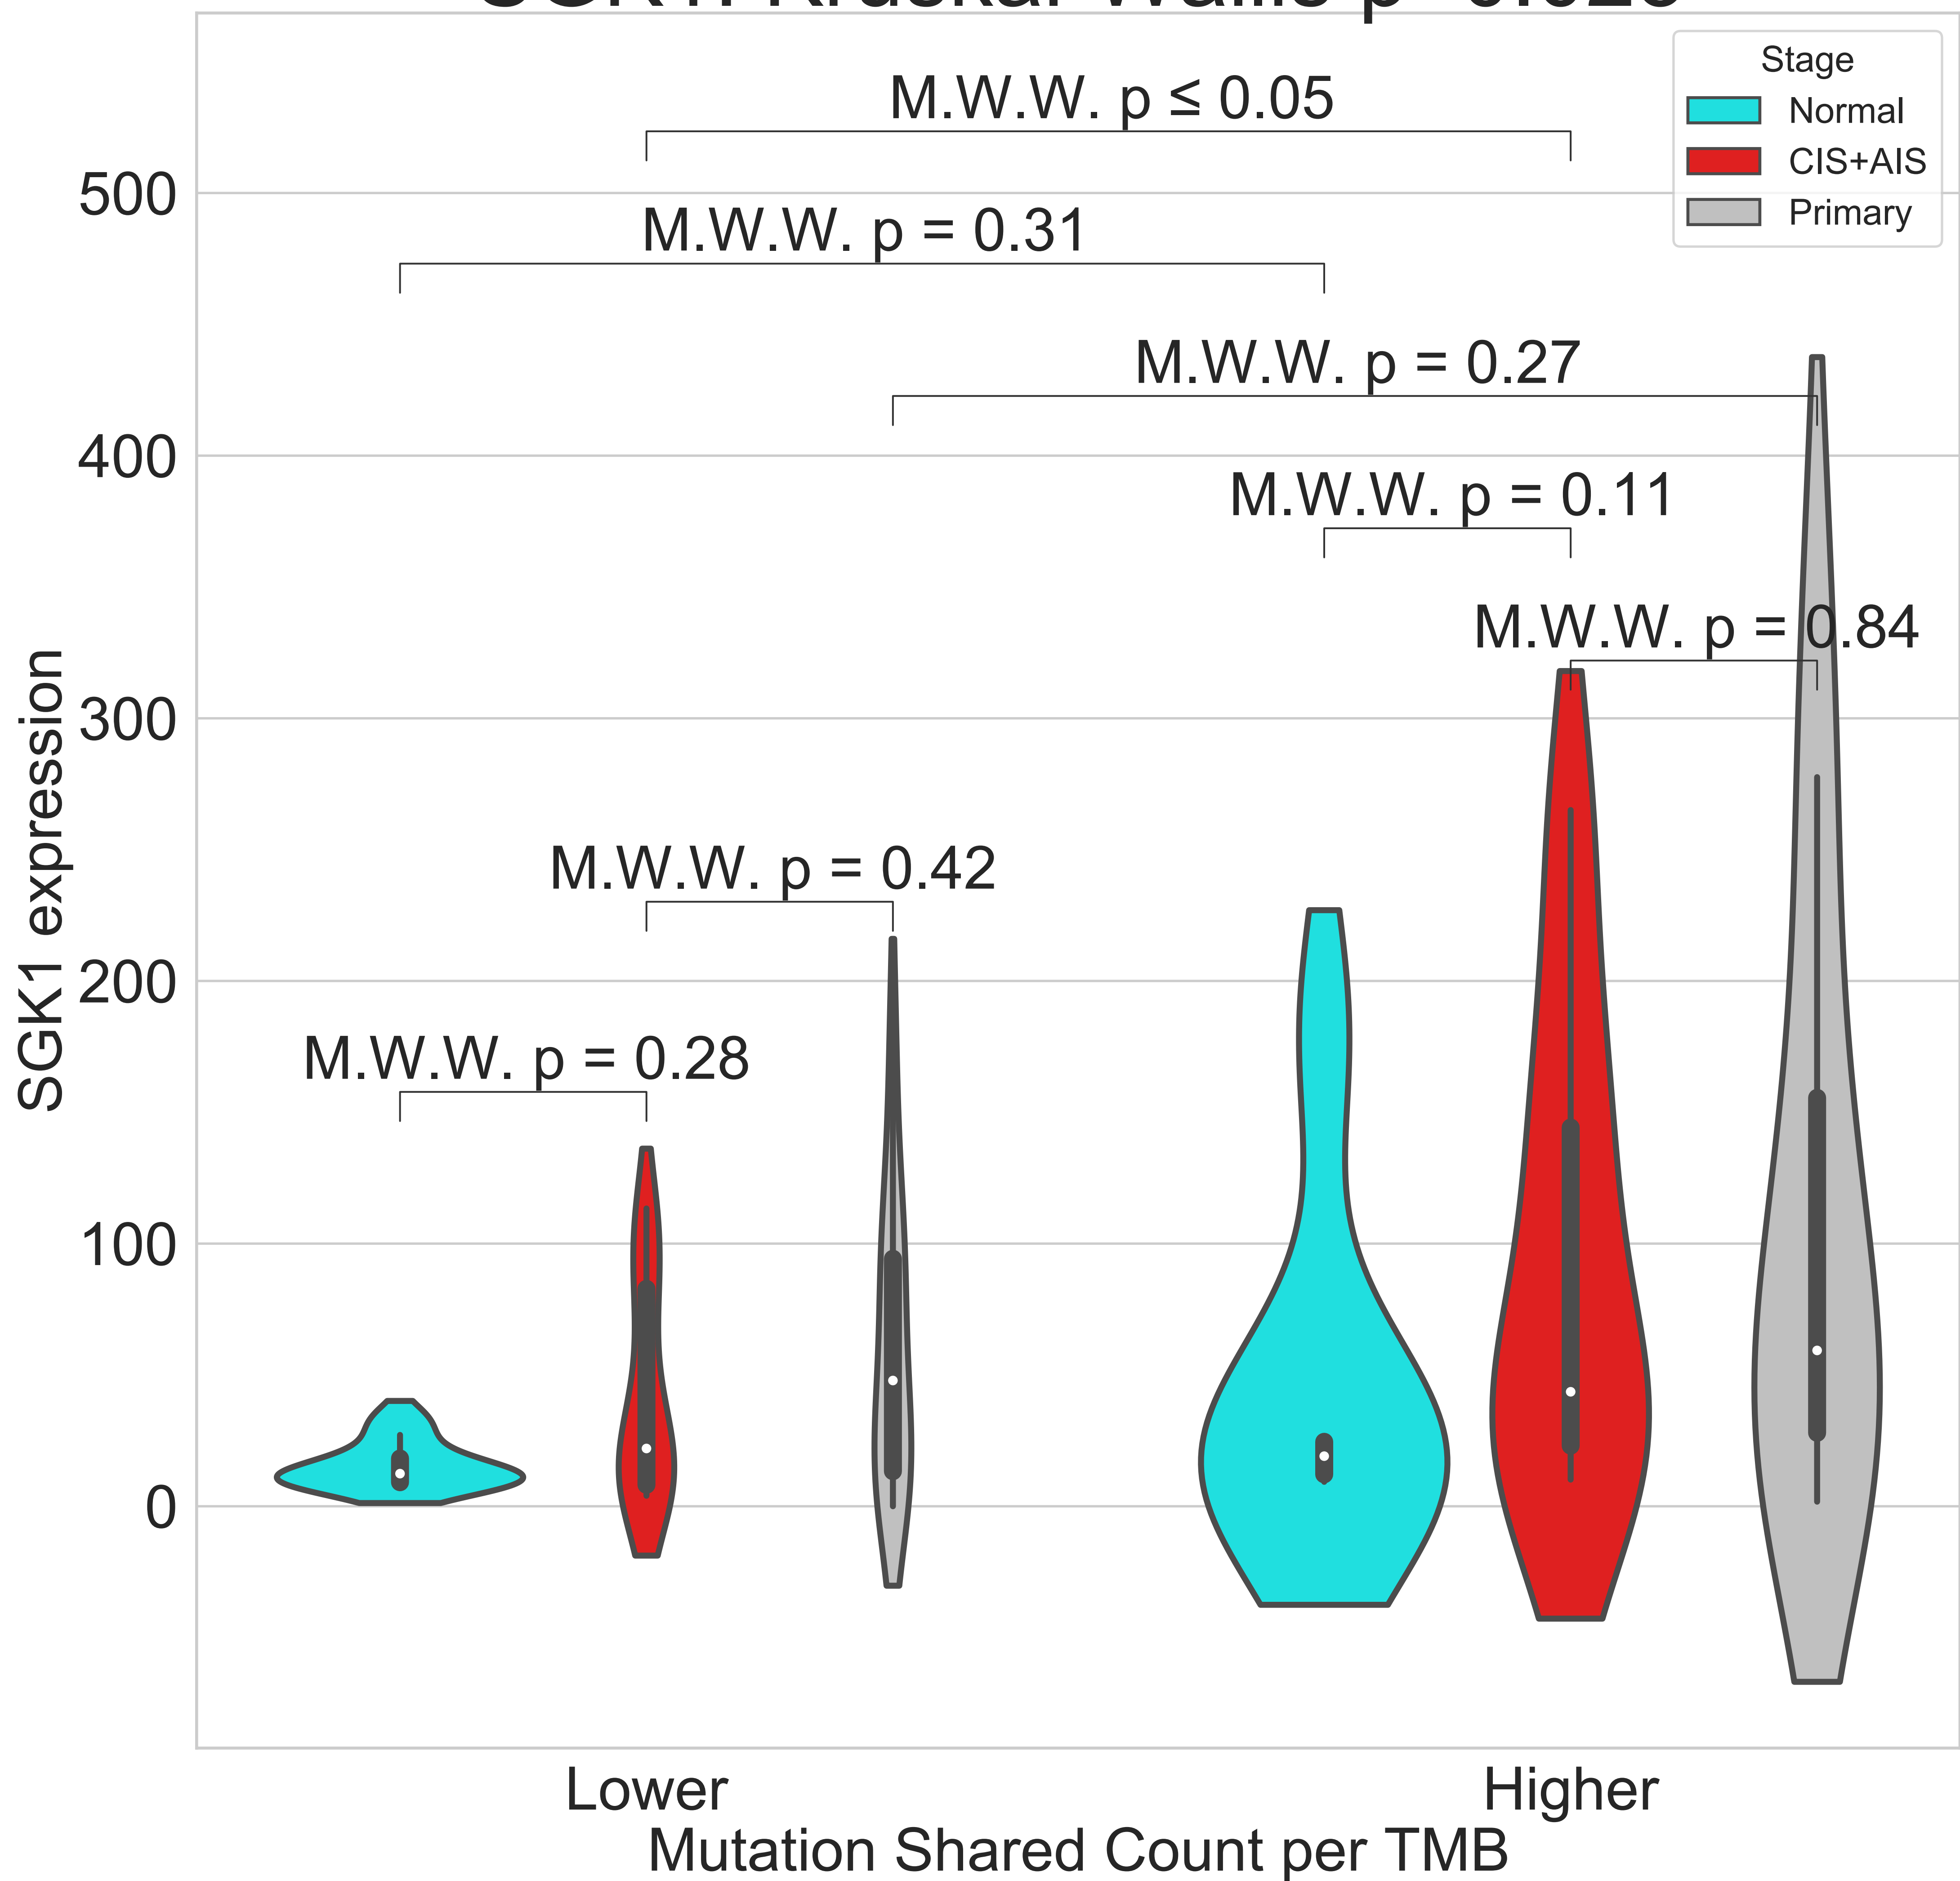 Stage
Normal
CIS+AIS
Primary
M.W.W. p ≤ 0.05
M.W.W. p = 0.31
M.W.W. p = 0.27
M.W.W. p = 0.11
M.W.W. p = 0.84
M.W.W. p = 0.42
M.W.W. p = 0.28
500
400
300
200
100
0
SGK1 expression
Lower
Higher
Mutation Shared Count per TMB